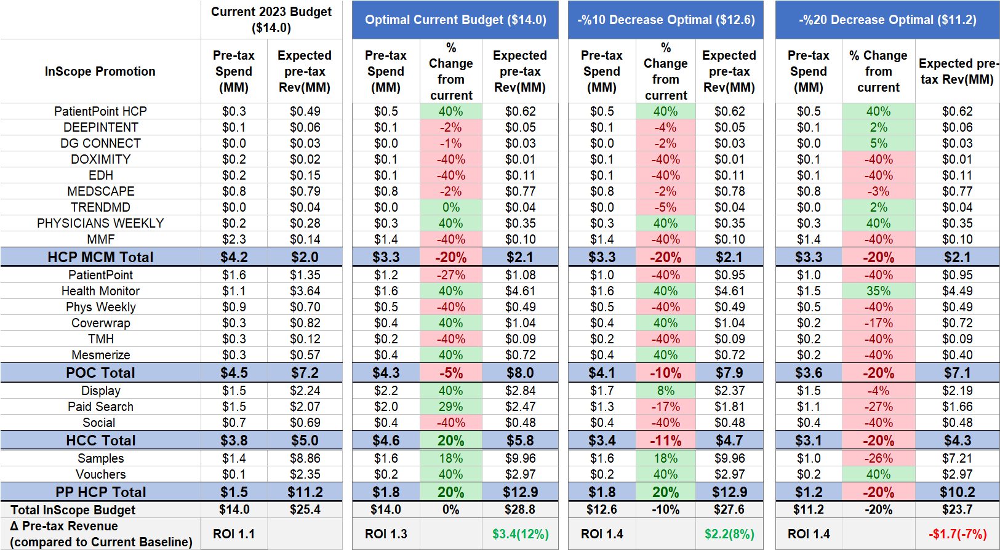 Current 2023 Budget ($14.0) Optimal Current Budget ($14.0) -%10 Decrease Optimal ($12.6) -%20 Decrease Optimal ($11.2)
InScope Promotion Pre-tax Spend (MM) Expected pre-tax Rev(MM) Pre-tax Spend (MM) % Change from current Expected pre-tax Rev(MM) Pre-tax Spend (MM) % Change from current Expected pre-tax Rev(MM) Pre-tax Spend (MM) % Change from current Expected pre-tax Rev(MM)
PatientPoint HCP $0.3 $0.49 $0.5 40% $0.62 $0.5 40% $0.62 $0.5 40% $0.62
DEEPINTENT $0.1 $0.06 $0.1 -2% $0.05 $0.1 -4% $0.05 $0.1 2% $0.06
DG CONNECT $0.0 $0.03 $0.0 -1% $0.03 $0.0 -2% $0.03 $0.0 5% $0.03
DOXIMITY $0.2 $0.02 $0.1 -40% $0.01 $0.1 -40% $0.01 $0.1 -40% $0.01
EDH $0.2 $0.15 $0.1 -40% $0.11 $0.1 -40% $0.11 $0.1 -40% $0.11
MEDSCAPE $0.8 $0.79 $0.8 -2% $0.77 $0.8 -2% $0.78 $0.8 -3% $0.77
TRENDMD $0.0 $0.04 $0.0 0% $0.04 $0.0 -5% $0.04 $0.0 2% $0.04
PHYSICIANS WEEKLY $0.2 $0.28 $0.3 40% $0.35 $0.3 40% $0.35 $0.3 40% $0.35
MMF $2.3 $0.14 $1.4 -40% $0.10 $1.4 -40% $0.10 $1.4 -40% $0.10
HCP MCM Total $4.2 $2.0 $3.3 -20% $2.1 $3.3 -20% $2.1 $3.3 -20% $2.1
PatientPoint $1.6 $1.35 $1.2 -27% $1.08 $1.0 -40% $0.95 $1.0 -40% $0.95
Health Monitor $1.1 $3.64 $1.6 40% $4.61 $1.6 40% $4.61 $1.5 35% $4.49
Phys Weekly $0.9 $0.70 $0.5 -40% $0.49 $0.5 -40% $0.49 $0.5 -40% $0.49
Coverwrap $0.3 $0.82 $0.4 40% $1.04 $0.4 40% $1.04 $0.2 -17% $0.72
TMH $0.3 $0.12 $0.2 -40% $0.09 $0.2 -40% $0.09 $0.2 -40% $0.09
Mesmerize $0.3 $0.57 $0.4 40% $0.72 $0.4 40% $0.72 $0.2 -40% $0.40
POC Total $4.5 $7.2 $4.3 -5% $8.0 $4.1 -10% $7.9 $3.6 -20% $7.1
Display $1.5 $2.24 $2.2 40% $2.84 $1.7 8% $2.37 $1.5 -4% $2.19
Paid Search $1.5 $2.07 $2.0 29% $2.47 $1.3 -17% $1.81 $1.1 -27% $1.66
Social $0.7 $0.69 $0.4 -40% $0.48 $0.4 -40% $0.48 $0.4 -40% $0.48
HCC Total $3.8 $5.0 $4.6 20% $5.8 $3.4 -11% $4.7 $3.1 -20% $4.3
Samples $1.4 $8.86 $1.6 18% $9.96 $1.6 18% $9.96 $1.0 -26% $7.21
Vouchers $0.1 $2.35 $0.2 40% $2.97 $0.2 40% $2.97 $0.2 40% $2.97
PP HCP Total $1.5 $11.2 $1.8 20% $12.9 $1.8 20% $12.9 $1.2 -20% $10.2
Total InScope Budget $14.0 $25.4 $14.0 0% $28.8 $12.6 -10% $27.6 $11.2 -20% $23.7
Δ Pre-tax Revenue
(compared to Current Baseline) ROI 1.1 ROI 1.3 $3.4(12%) ROI 1.4 $2.2(8%) ROI 1.4 -$1.7(-7%)